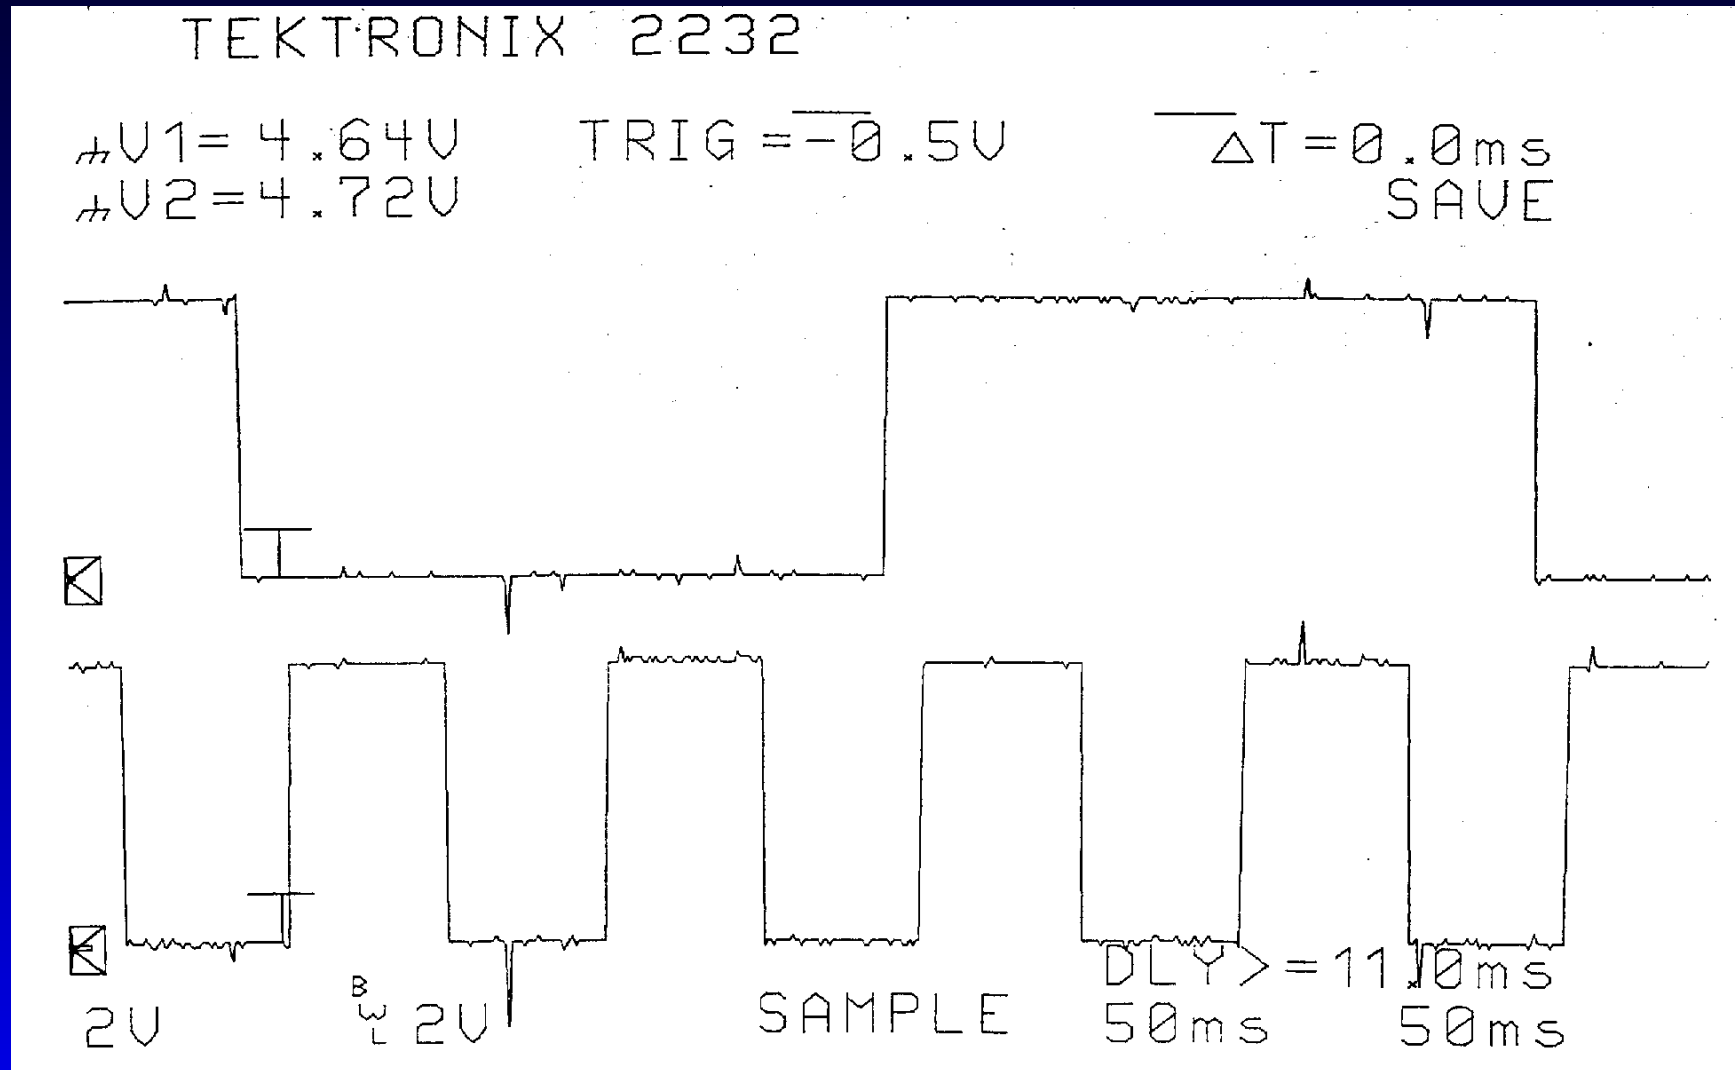 TEKTRONIX 2232
V1= 4.64V TRIG=-0.5V ΔT=0.0ms
V2=4.72V SAVE
DLY>=11.0ms
2V BWL 2V SAMPLE 50ms 50ms